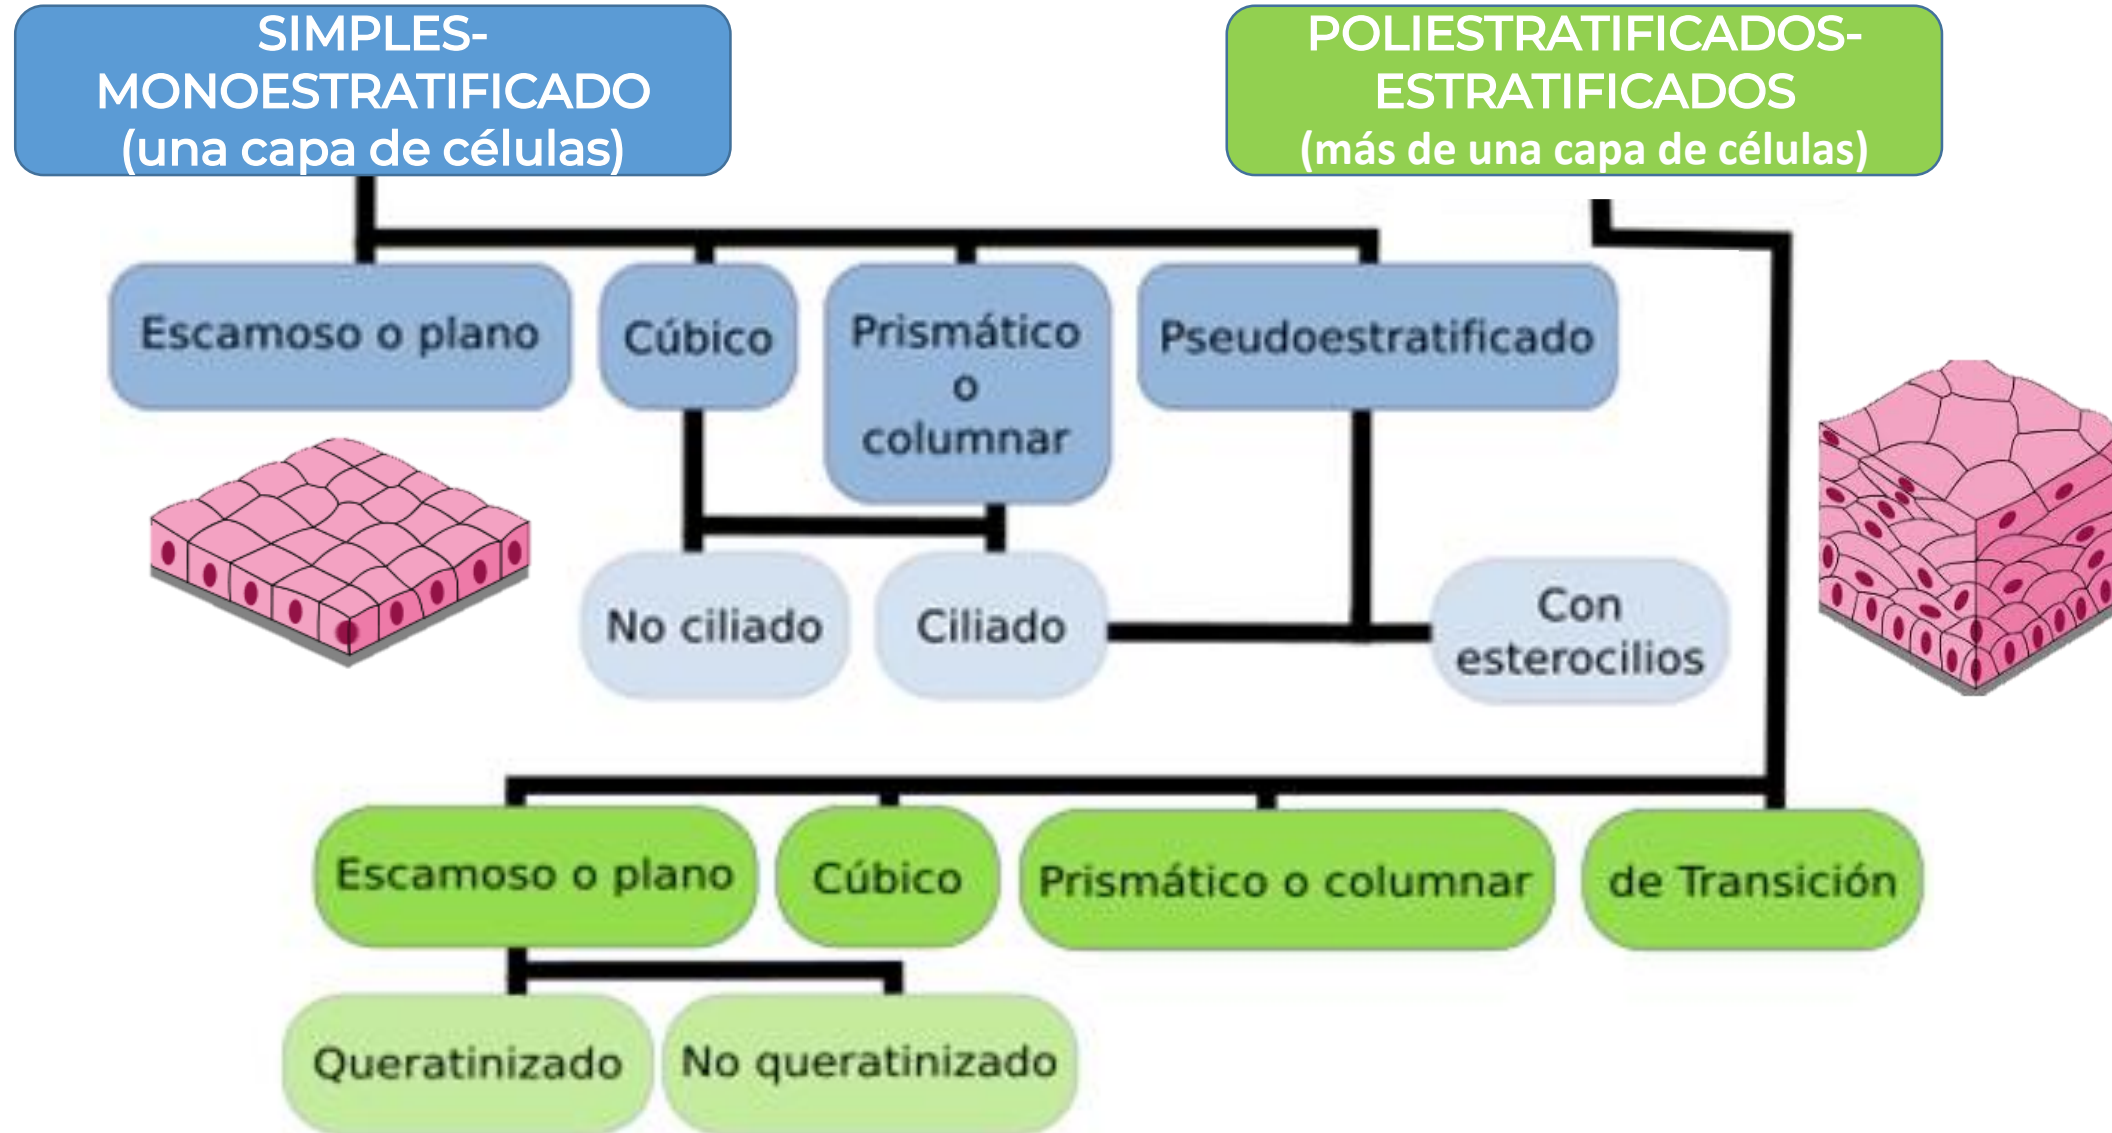 SIMPLES-
MONOESTRATIFICADO
(una capa de células)
POLIESTRATIFICADOS-
ESTRATIFICADOS
(más de una capa de células)
Escamoso o plano
Cúbico
Prismático
o
columnar
Pseudoestratificado
No ciliado
Ciliado
Con
esterocilios
Escamoso o plano
Cúbico
Prismático o columnar
de Transición
Queratinizado
No queratinizado